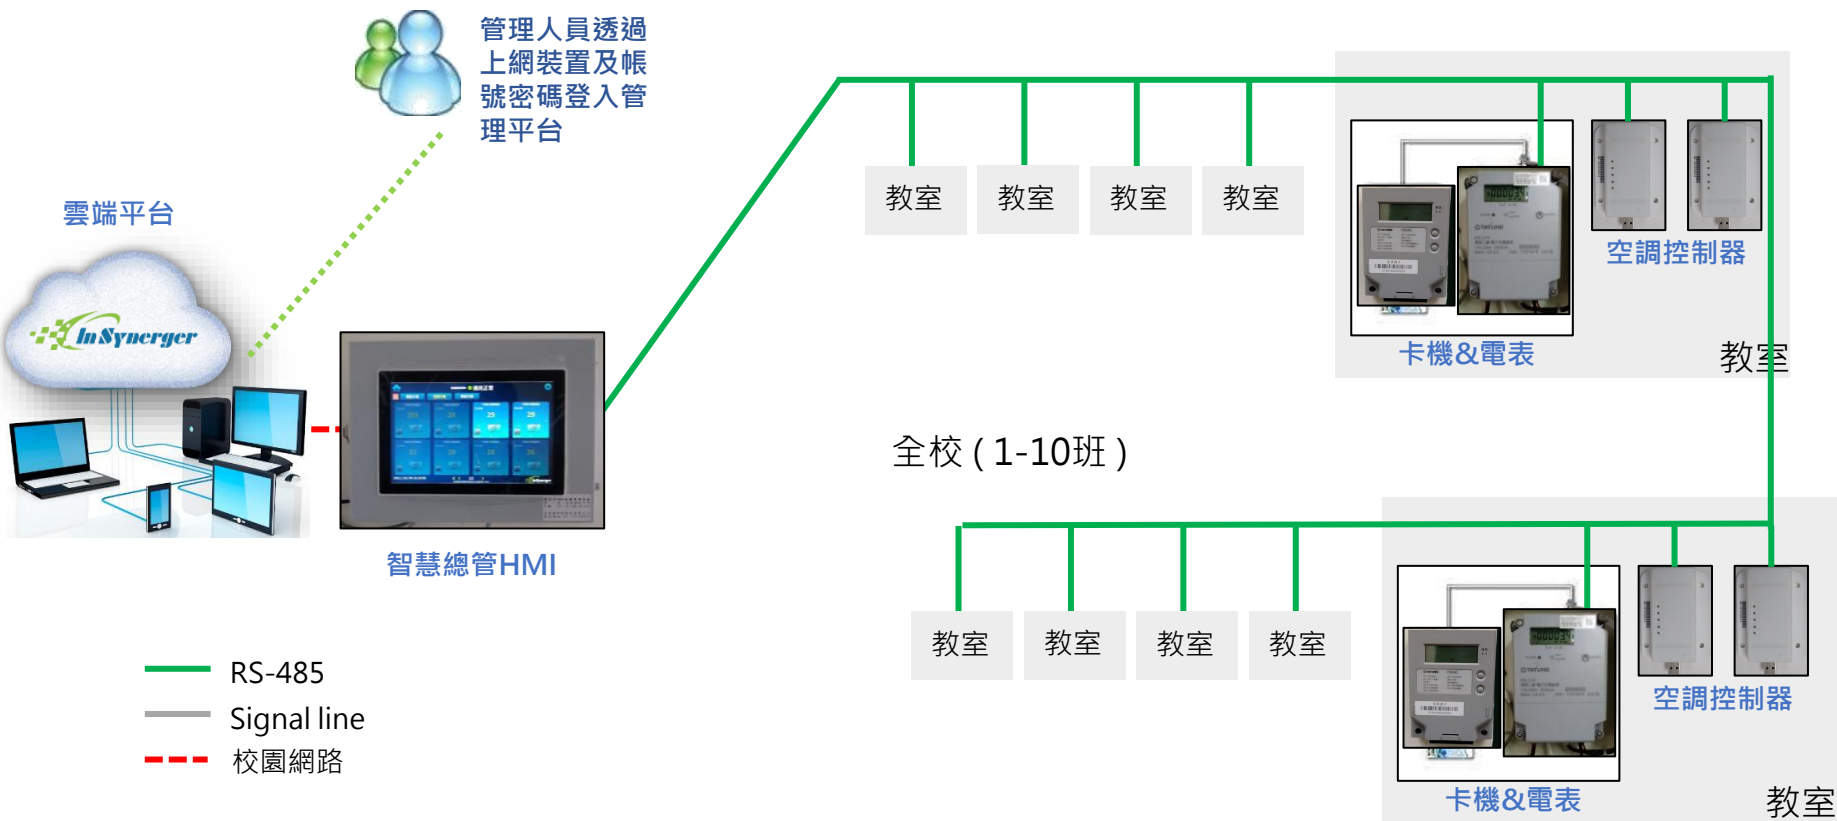 管理人員透過
上網裝置及帳
號密碼登入管
理平台
雲端平台
InSynerger
智慧總管HMI
教室
教室
教室
教室
卡機&電表
空調控制器
教室
全校 ( 1-10班 )
教室
教室
教室
教室
卡機&電表
空調控制器
教室
RS-485
Signal line
校園網路